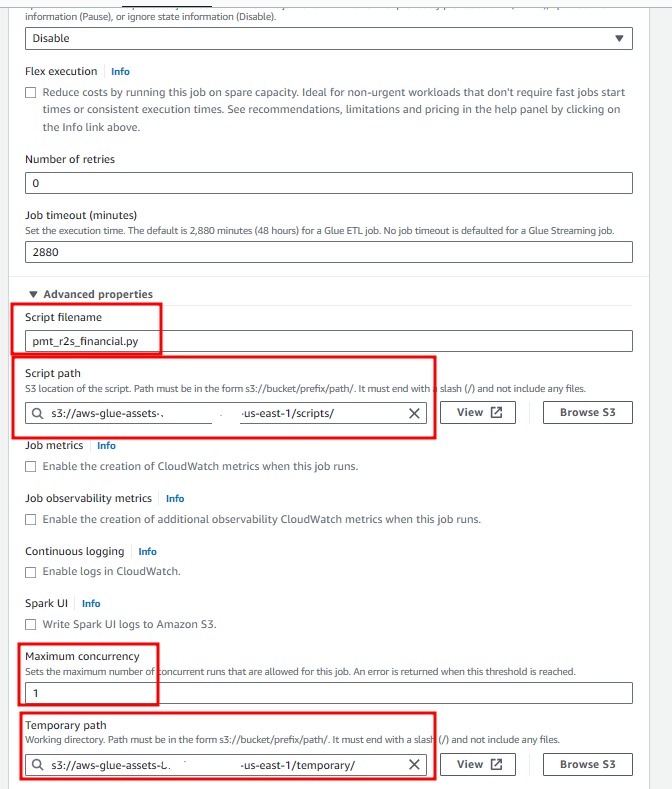 information (Pause), or ignore state information (Disable).
Disable
Flex execution Info
Reduce costs by running this job on spare capacity. Ideal for non-urgent workloads that don't require fast jobs start
times or consistent execution times. See recommendations, limitations and pricing in the help panel by clicking on
the Info link above.
Number of retries
0
Job timeout (minutes)
Set the execution time. The default is 2,880 minutes (48 hours) for a Glue ETL job. No job timeout is defaulted for a Glue Streaming job.
2880
Advanced properties
Script filename
pmt_r2s_financial.py
Script path
S3 location of the script. Path must be in the form s3://bucket/prefix/path/. It must end with a slash (/) and not include any files.
s3://aws-glue-assets- -us-east-1/scripts/ View Browse S3
Job metrics Info
Enable the creation of CloudWatch metrics when this job runs.
Job observability metrics Info
Enable the creation of additional observability CloudWatch metrics when this job runs.
Continuous logging Info
Enable logs in CloudWatch.
Spark UI Info
Write Spark UI logs to Amazon S3.
Maximum concurrency
Sets the maximum number of concurrent runs that are allowed for this job. An error is returned when this threshold is reached.
1
Temporary path
Working directory. Path must be in the form s3://bucket/prefix/path/. It must end with a slash (/) and not include any files.
s3://aws-glue-assets- -us-east-1/temporary/ View Browse S3